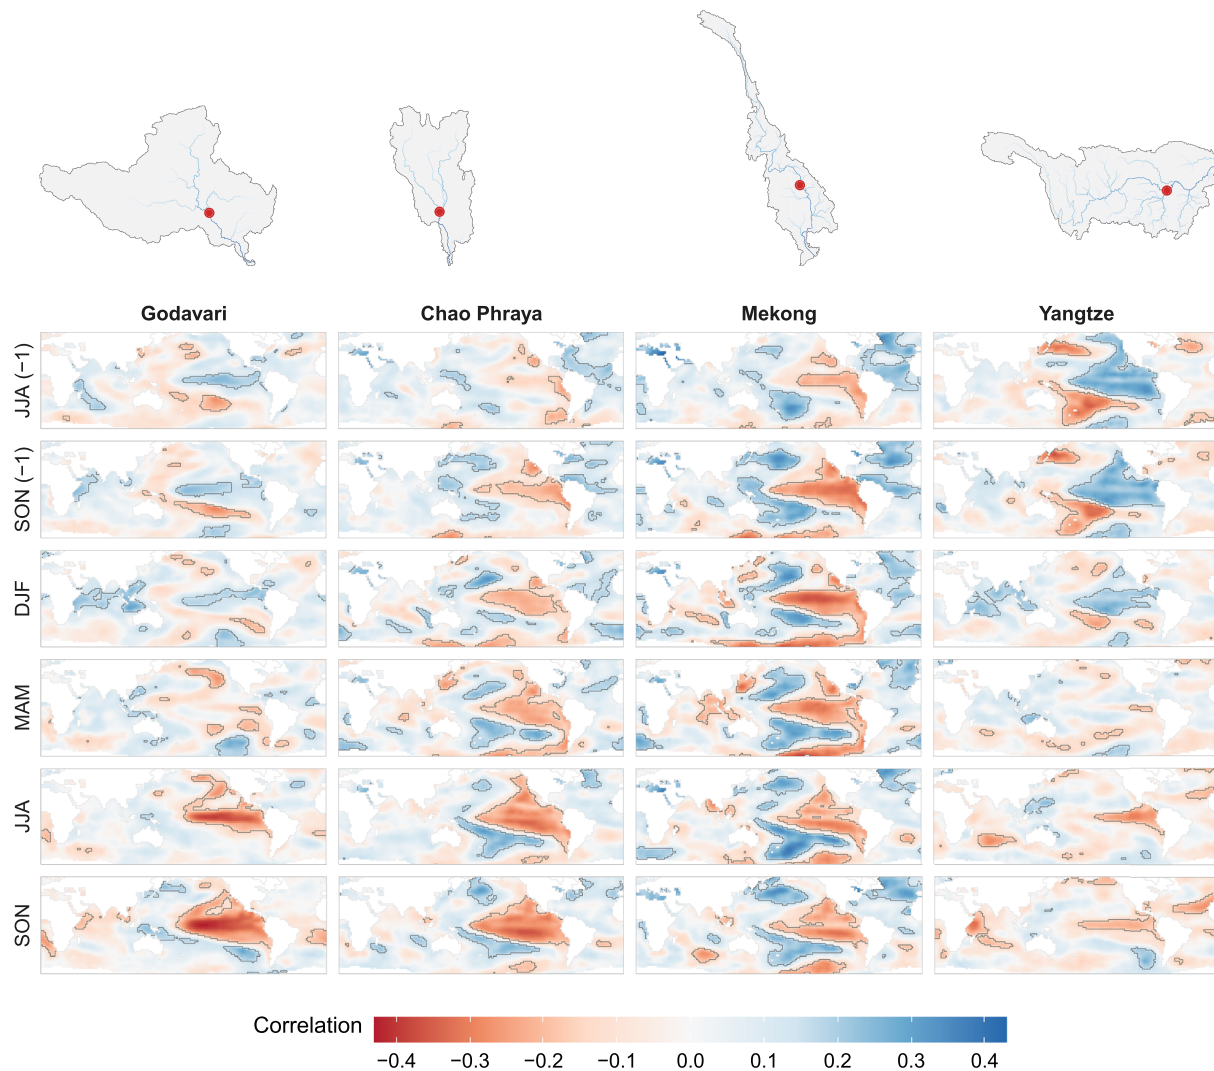 Godavari
Chao Phraya
Mekong
Yangtze
JJA (−1)
SON (−1)
DJF
MAM
JJA
SON
Correlation
−0.4 −0.3 −0.2 −0.1 0.0 0.1 0.2 0.3 0.4